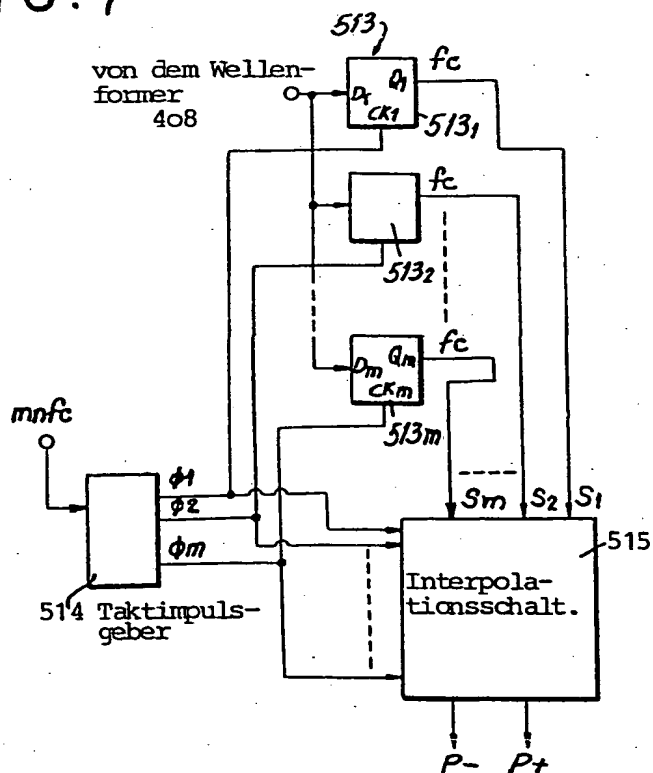 513
von dem Wellen-
former
4o8
fc
D1 Q1
CK1
5131
fc
5132
fc
Dm Qm
CKm
513m
mnfc
φ1
φ2
φm
Sm S2 S1
515
514 Taktimpuls-
geber
Interpola-
tionsschalt.
P- P+